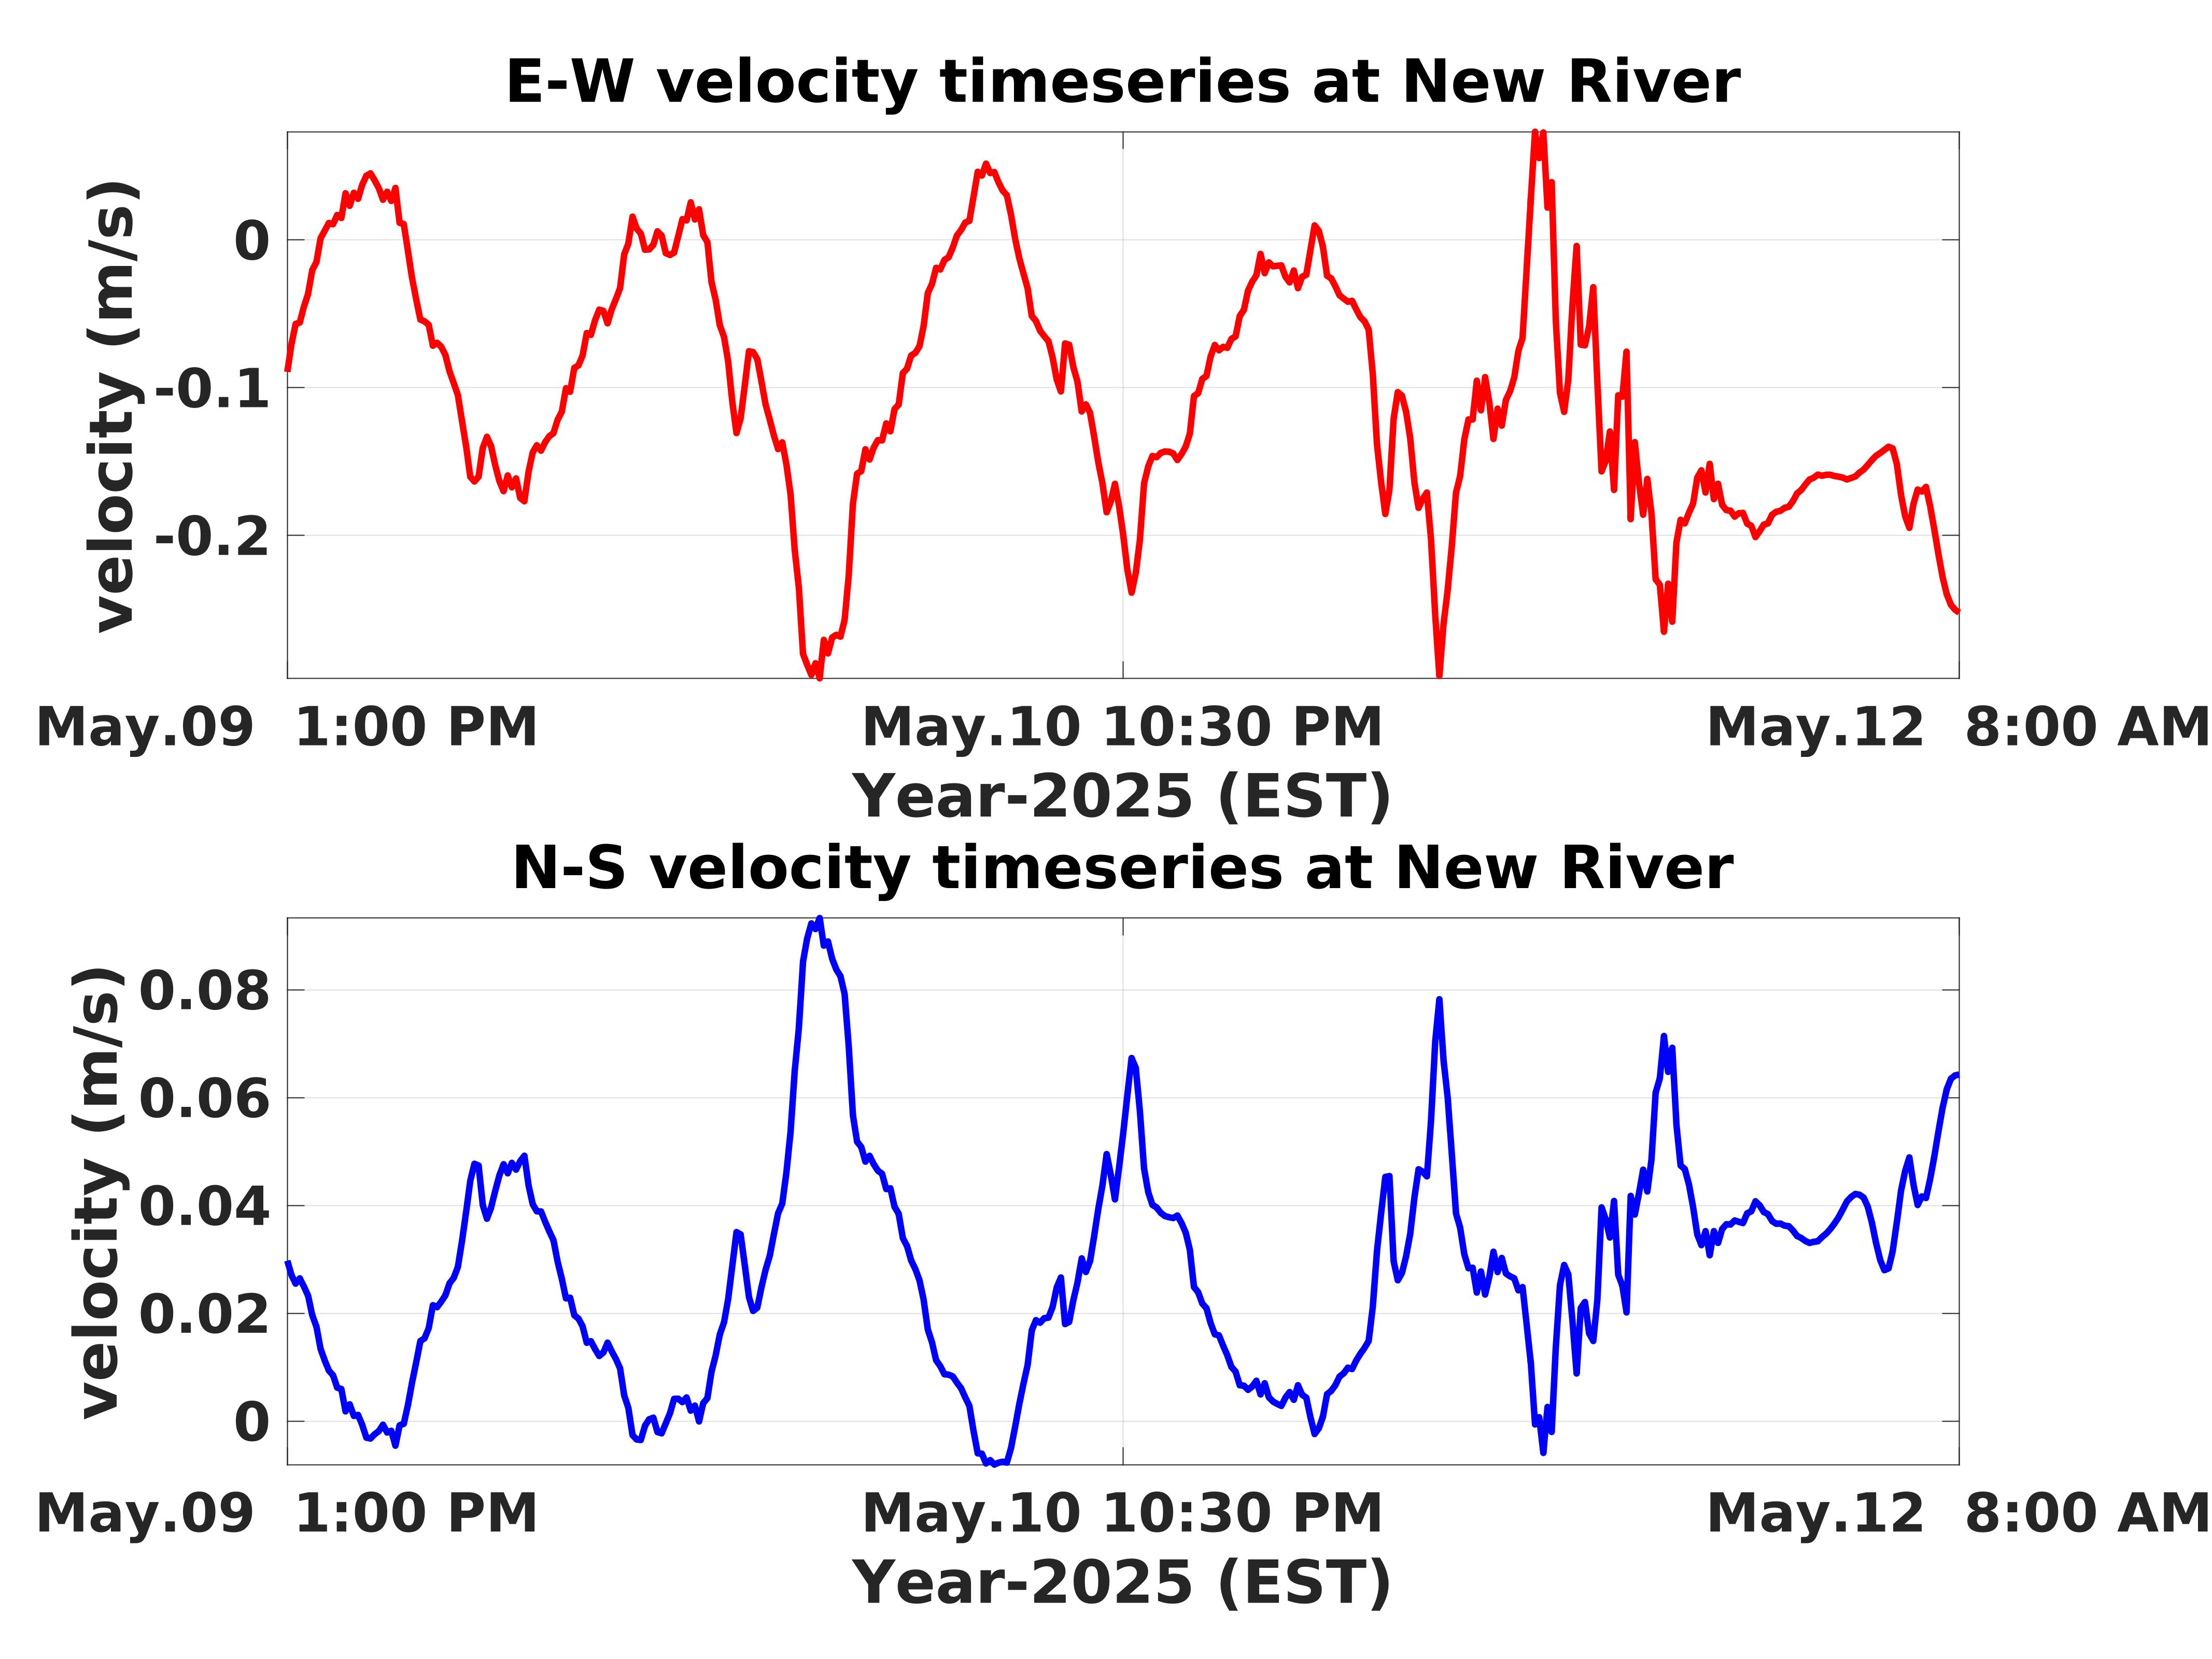 E-W velocity timeseries at New River
velocity (m/s)
0
-0.1
-0.2
May.09 1:00 PM
May.10 10:30 PM
May.12 8:00 AM
Year-2025 (EST)
N-S velocity timeseries at New River
velocity (m/s)
0.08
0.06
0.04
0.02
0
May.09 1:00 PM
May.10 10:30 PM
May.12 8:00 AM
Year-2025 (EST)